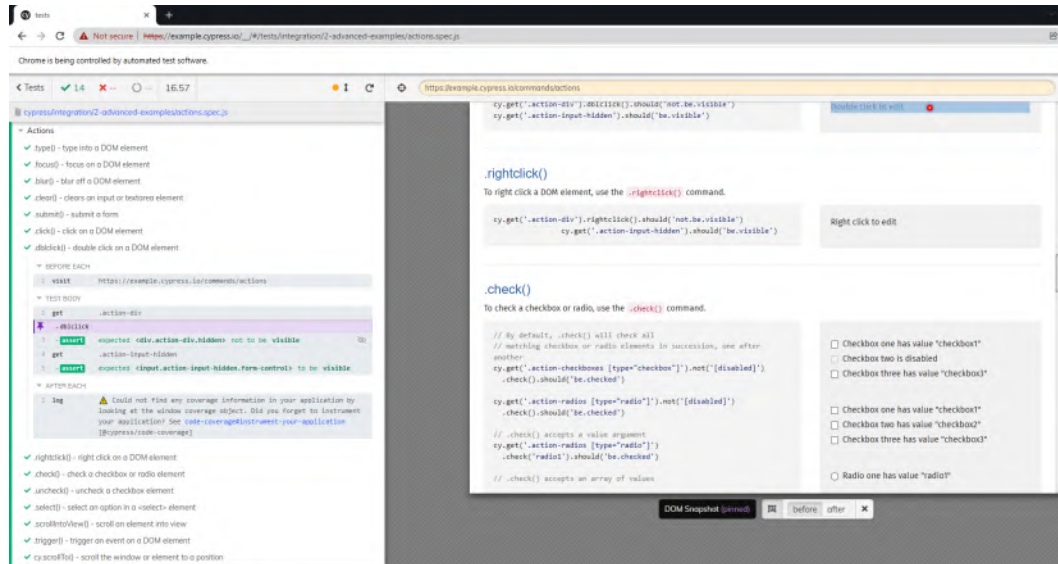 tests
Not secure | https://example.cypress.io/__/#/tests/integration/2-advanced-examples/actions.spec.js
Chrome is being controlled by automated test software.
Tests 14 -- -- 16.57 1
https://example.cypress.io/commands/actions
cypress/integration/2-advanced-examples/actions.spec.js
Actions
.type() - type into a DOM element
.focus() - focus on a DOM element
.blur() - blur off a DOM element
.clear() - clears an input or textarea element
.submit() - submit a form
.click() - click on a DOM element
.dblclick() - double click on a DOM element
BEFORE EACH
1 visit https://example.cypress.io/commands/actions
TEST BODY
1 get .action-div
- dblclick
3 - assert expected <div.action-div.hidden> not to be visible
4 get .action-input-hidden
5 - assert expected <input.action-input-hidden.form-control> to be visible
AFTER EACH
1 log Could not find any coverage information in your application by
looking at the window coverage object. Did you forget to instrument
your application? See code-coverage#instrument-your-application
[@cypress/code-coverage]
.rightclick() - right click on a DOM element
.check() - check a checkbox or radio element
.uncheck() - uncheck a checkbox element
.select() - select an option in a <select> element
.scrollIntoView() - scroll an element into view
.trigger() - trigger an event on a DOM element
cy.scrollTo() - scroll the window or element to a position
cy.get('.action-div').dblclick().should('not.be.visible')
cy.get('.action-input-hidden').should('be.visible')
Double click to edit
.rightclick()
To right click a DOM element, use the .rightclick() command.
cy.get('.action-div').rightclick().should('not.be.visible')
cy.get('.action-input-hidden').should('be.visible')
Right click to edit
.check()
To check a checkbox or radio, use the .check() command.
// By default, .check() will check all
// matching checkbox or radio elements in succession, one after
another
cy.get('.action-checkboxes [type="checkbox"]').not('[disabled]')
.check().should('be.checked')
cy.get('.action-radios [type="radio"]').not('[disabled]')
.check().should('be.checked')
// .check() accepts a value argument
cy.get('.action-radios [type="radio"]')
.check('radio1').should('be.checked')
// .check() accepts an array of values
Checkbox one has value "checkbox1"
Checkbox two is disabled
Checkbox three has value "checkbox3"
Checkbox one has value "checkbox1"
Checkbox two has value "checkbox2"
Checkbox three has value "checkbox3"
Radio one has value "radio1"
DOM Snapshot (pinned) before after